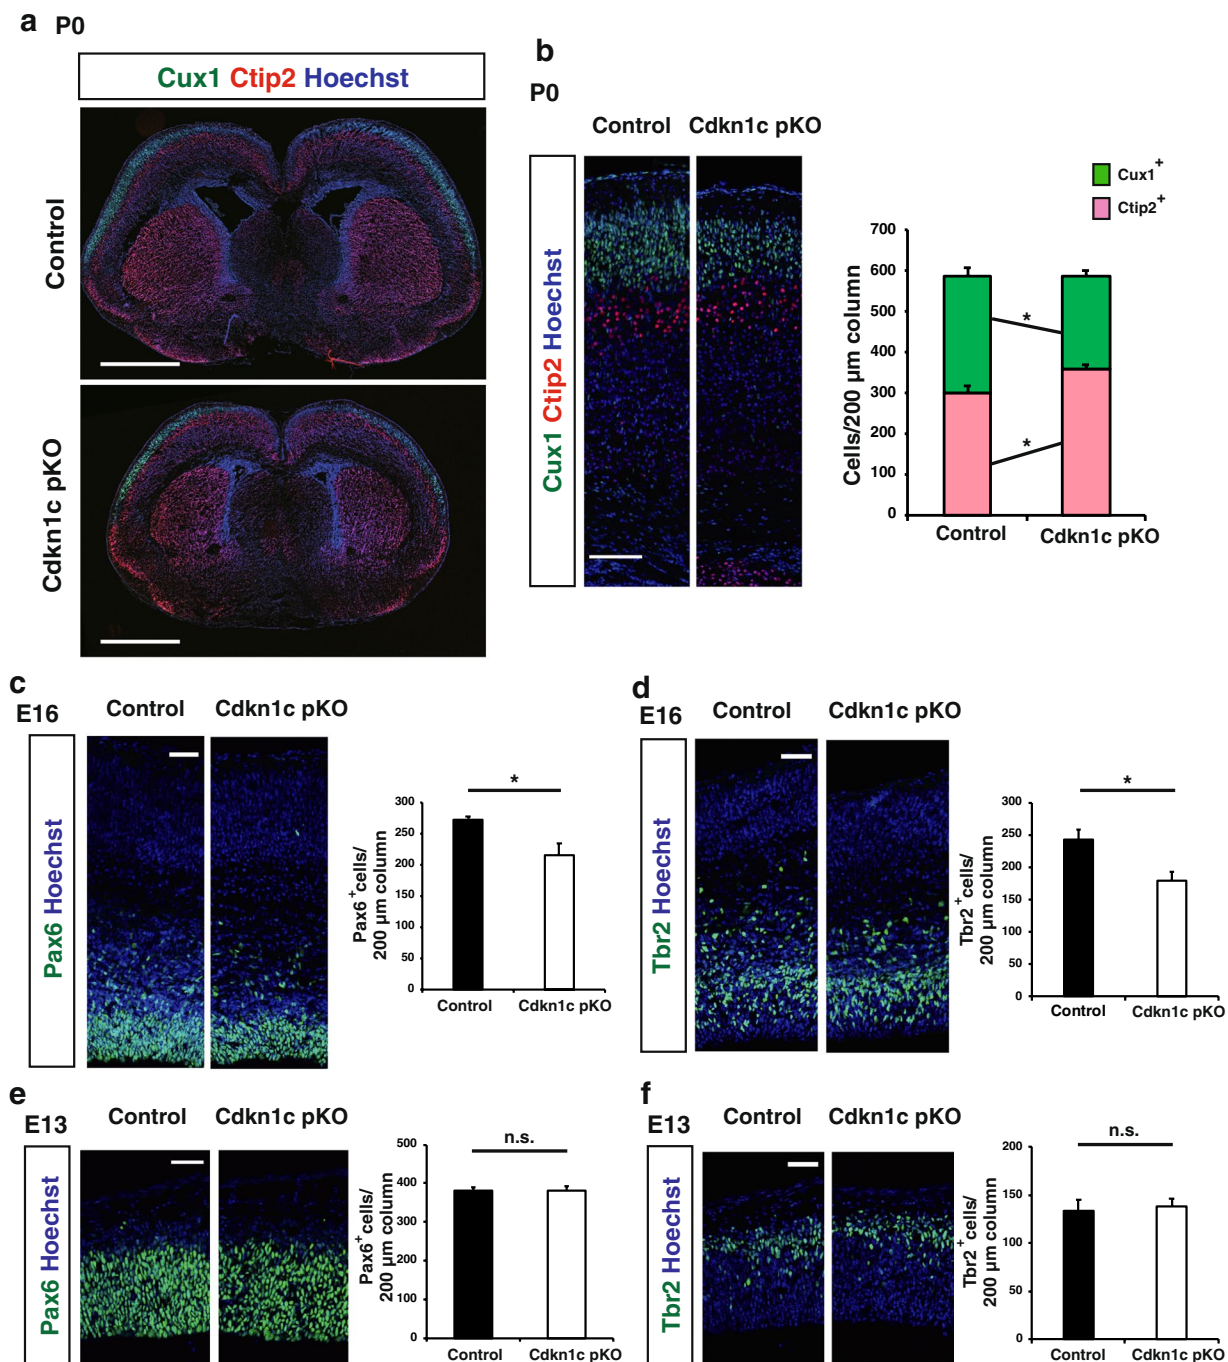 a P0
Cux1 Ctip2 Hoechst
Control
Cdkn1c pKO
b
P0
Control Cdkn1c pKO
Cux1 Ctip2 Hoechst
Cux1+
Ctip2+
Cells/200 µm column
700
600
500
400
300
200
100
0
*
*
Control Cdkn1c pKO
c
E16
Control Cdkn1c pKO
Pax6 Hoechst
Pax6+cells/
200 µm column
300
250
200
150
100
50
0
*
Control Cdkn1c pKO
d
E16
Control Cdkn1c pKO
Tbr2 Hoechst
Tbr2+cells/
200 µm column
300
250
200
150
100
50
0
*
Control Cdkn1c pKO
e
E13
Control Cdkn1c pKO
Pax6 Hoechst
Pax6+cells/
200 µm column
500
400
300
200
100
0
n.s.
Control Cdkn1c pKO
f
E13
Control Cdkn1c pKO
Tbr2 Hoechst
Tbr2+cells/
200 µm column
200
150
100
50
0
n.s.
Control Cdkn1c pKO